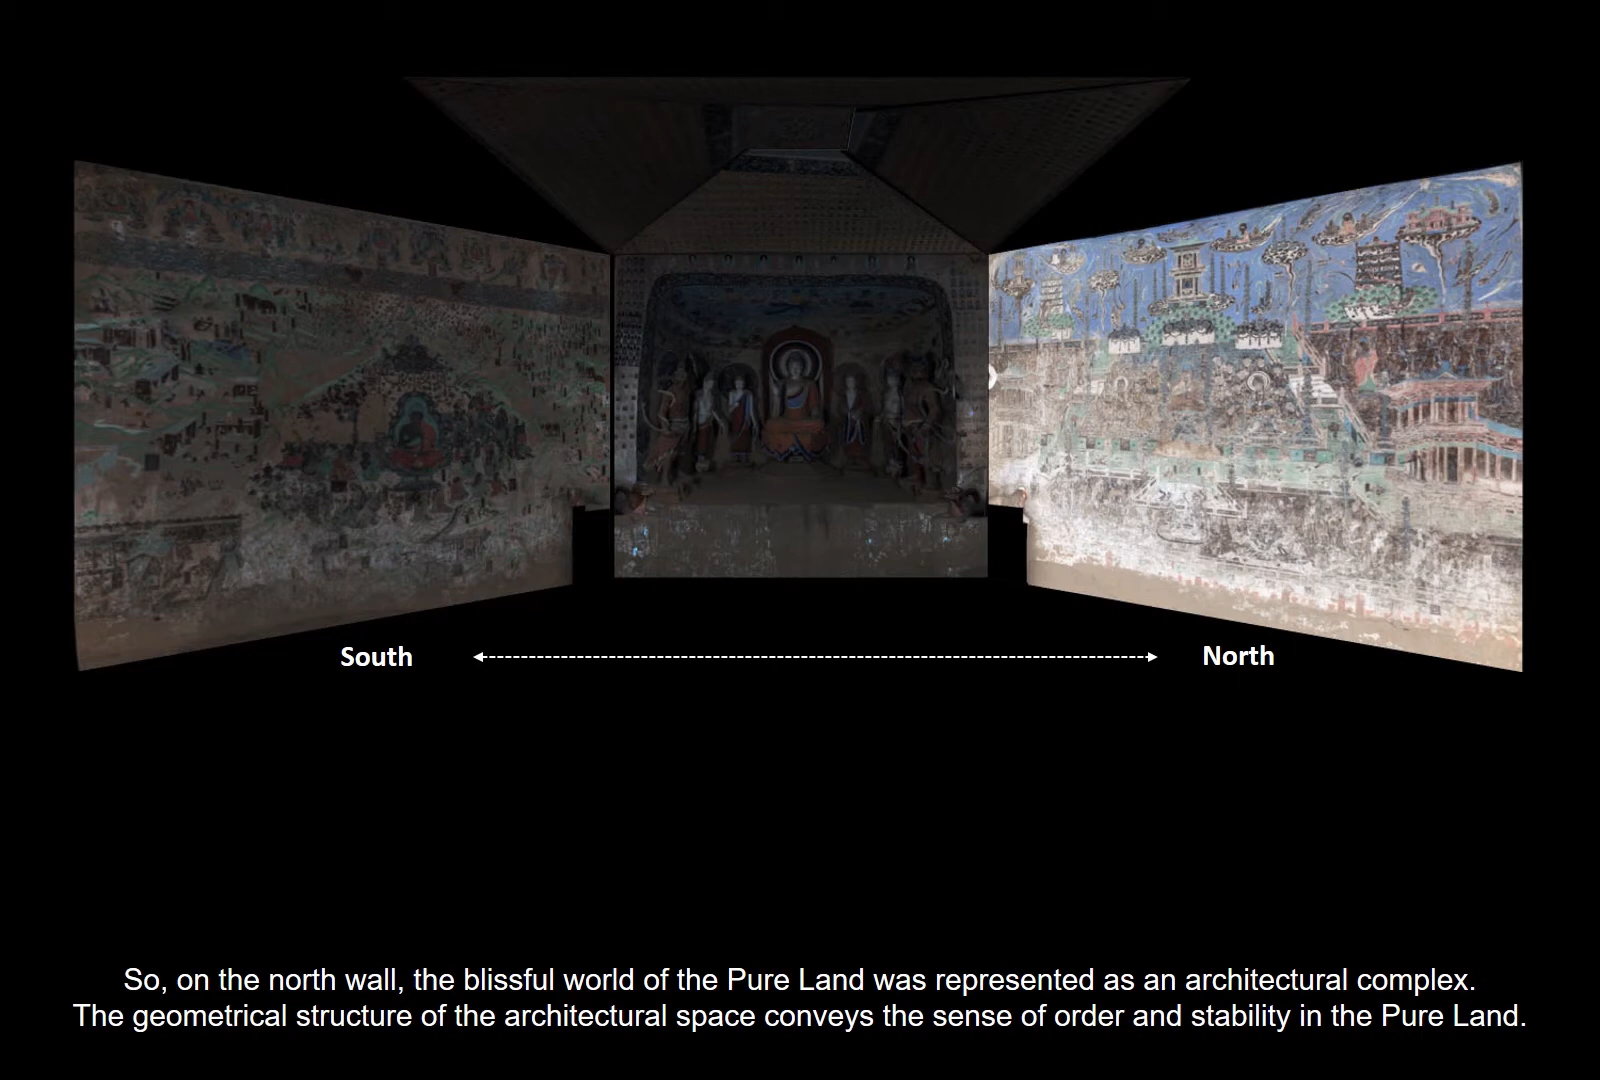 South
North
So, on the north wall, the blissful world of the Pure Land was represented as an architectural complex.
The geometrical structure of the architectural space conveys the sense of order and stability in the Pure Land.